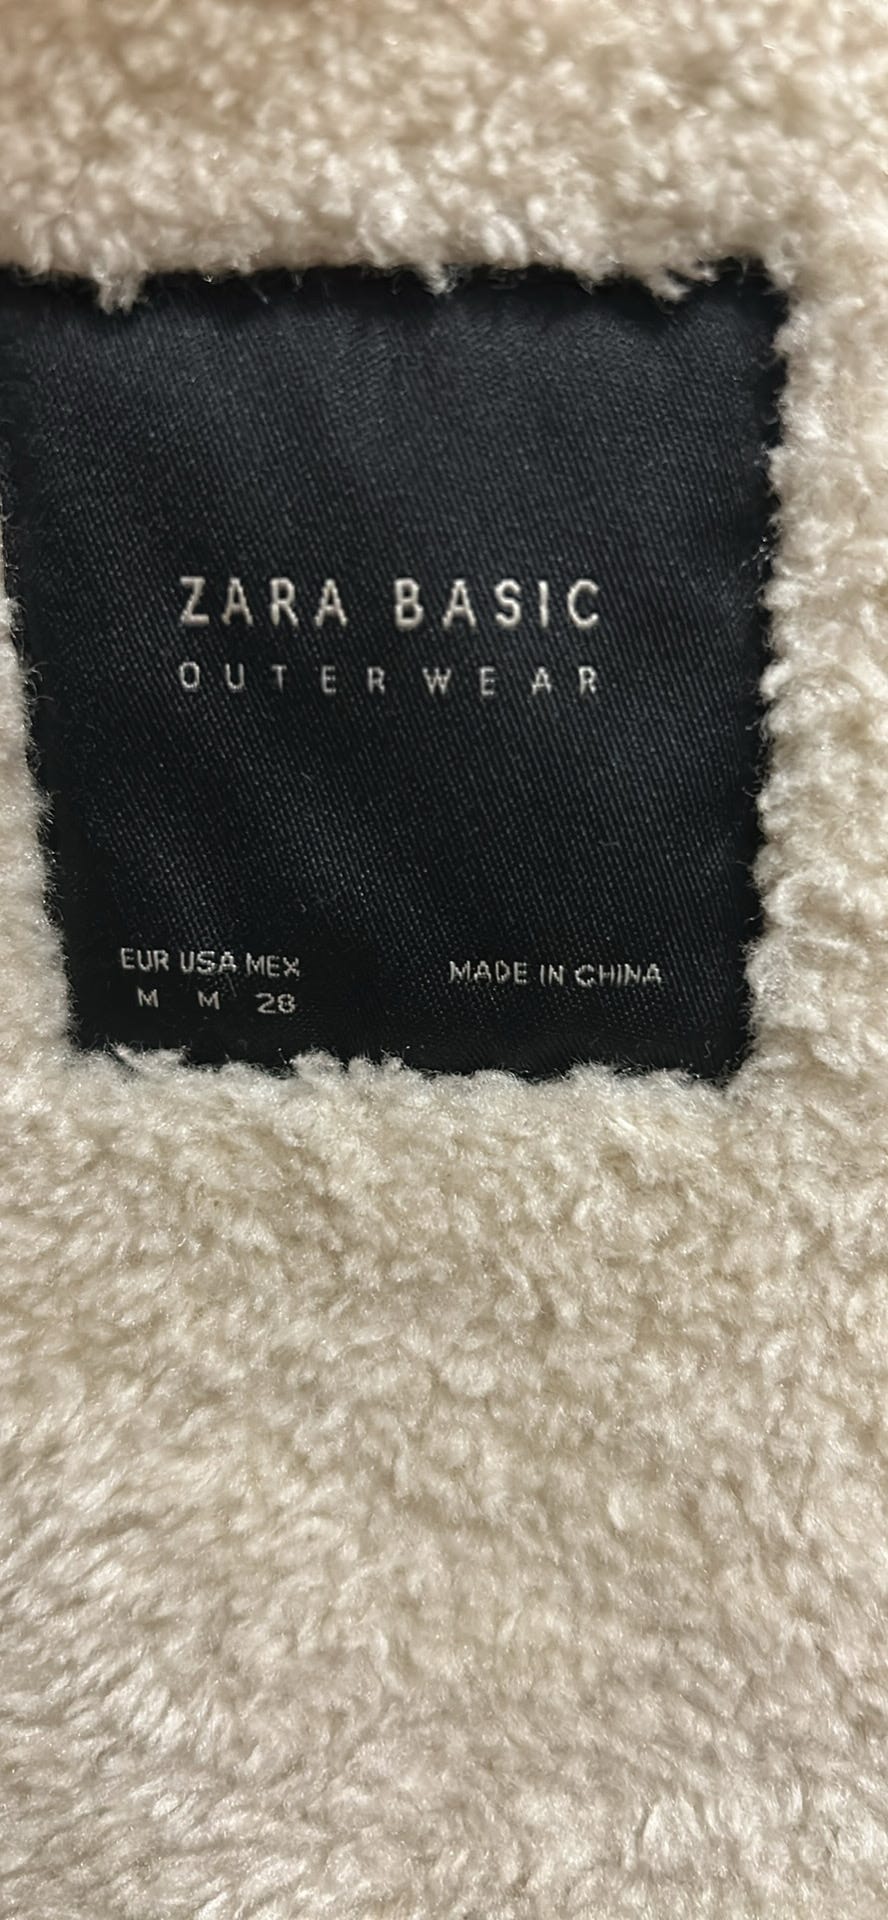 ZARA BASIC
OUTERWEAR
EUR USA MEX
M M 28
MADE IN CHINA